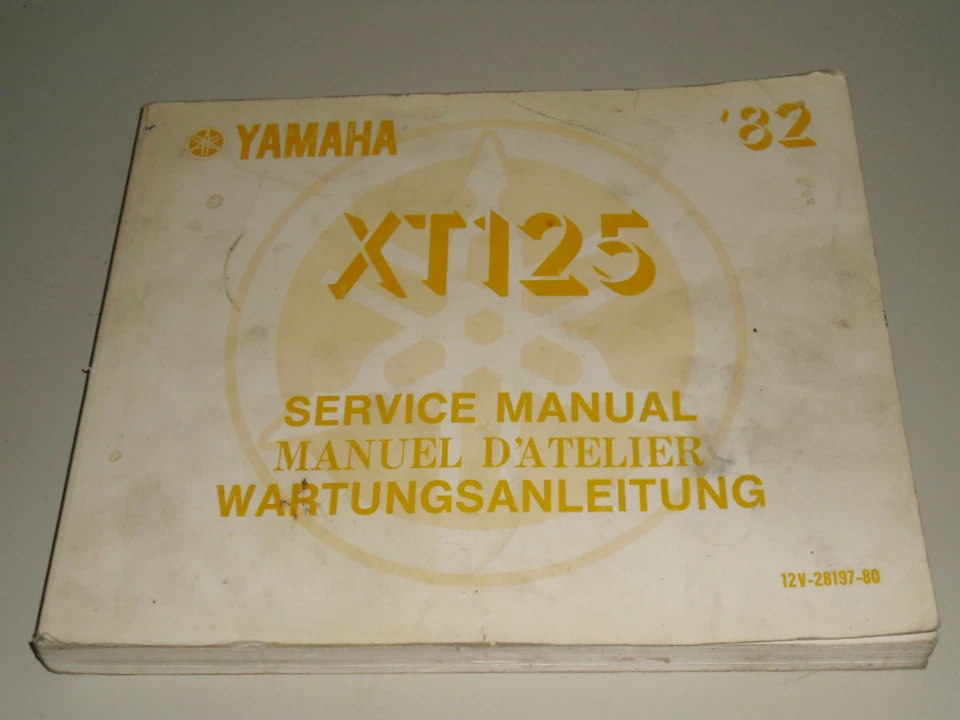 YAMAHA '82
XT125
SERVICE MANUAL
MANUEL D'ATELIER
WARTUNGSANLEITUNG
12V-28197-80